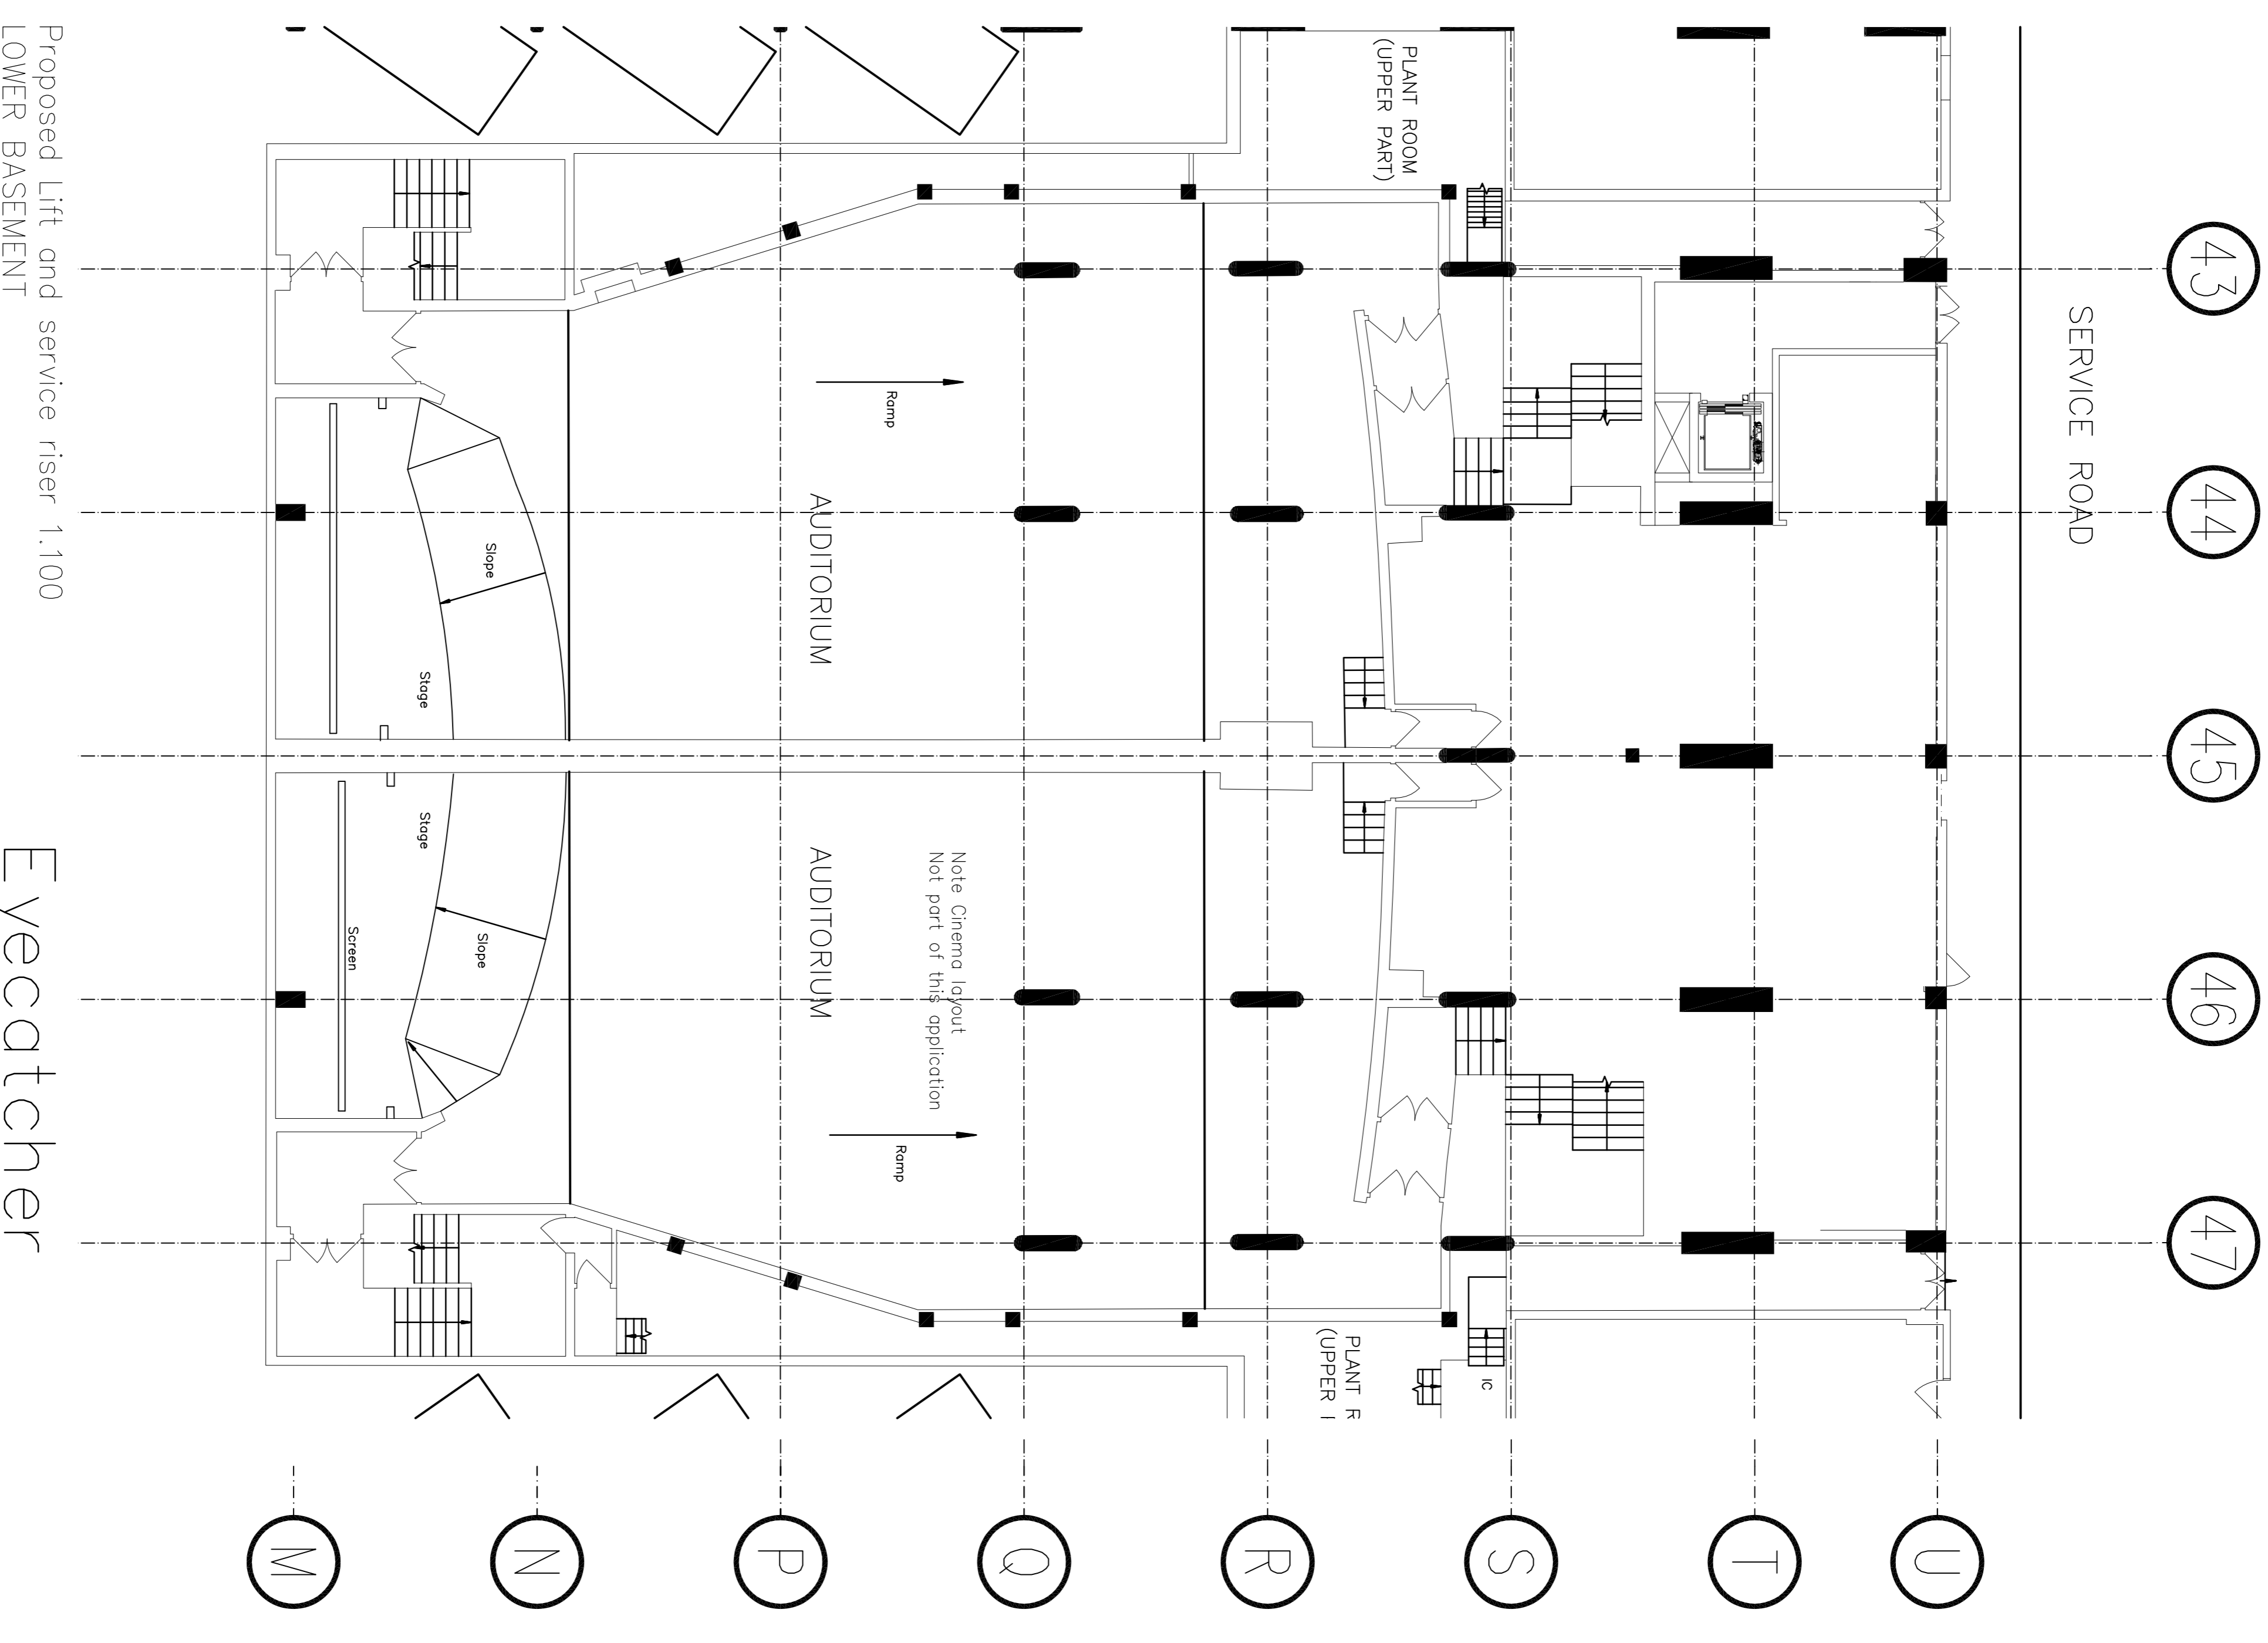 43
44
45
46
47
SERVICE ROAD
PLANT ROOM
(UPPER PART)
Ramp
AUDITORIUM
Slope
Stage
Note Cinema layout
Not part of this application
AUDITORIUM
Stage
Slope
Screen
Ramp
PLANT R
(UPPER
IC
U
T
S
R
Q
P
N
M
Proposed Lift and service riser 1.100
LOWER BASEMENT
Eyecatcher